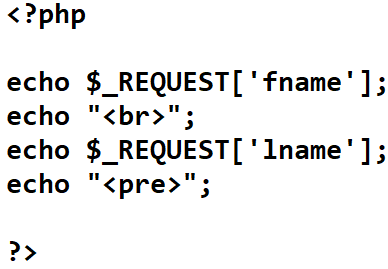 <?php
echo $_REQUEST['fname'];
echo "<br>";
echo $_REQUEST['lname'];
echo "<pre>";
?>